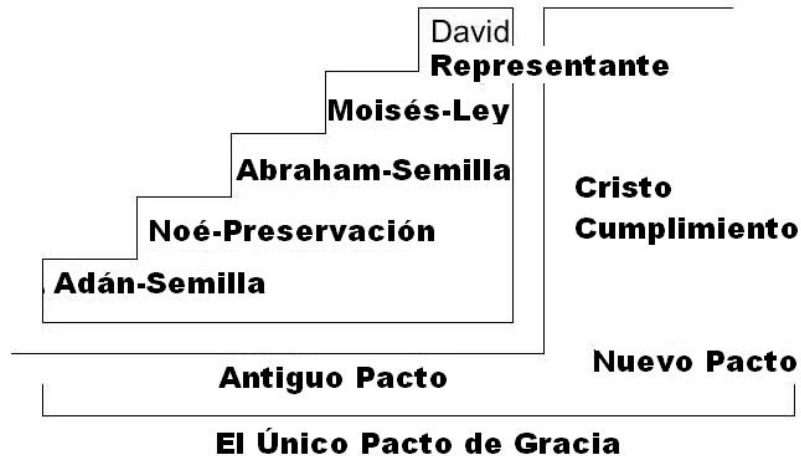 David
Representante
Moisés-Ley
Abraham-Semilla
Noé-Preservación
Adán-Semilla
Cristo
Cumplimiento
Antiguo Pacto
Nuevo Pacto
El Único Pacto de Gracia